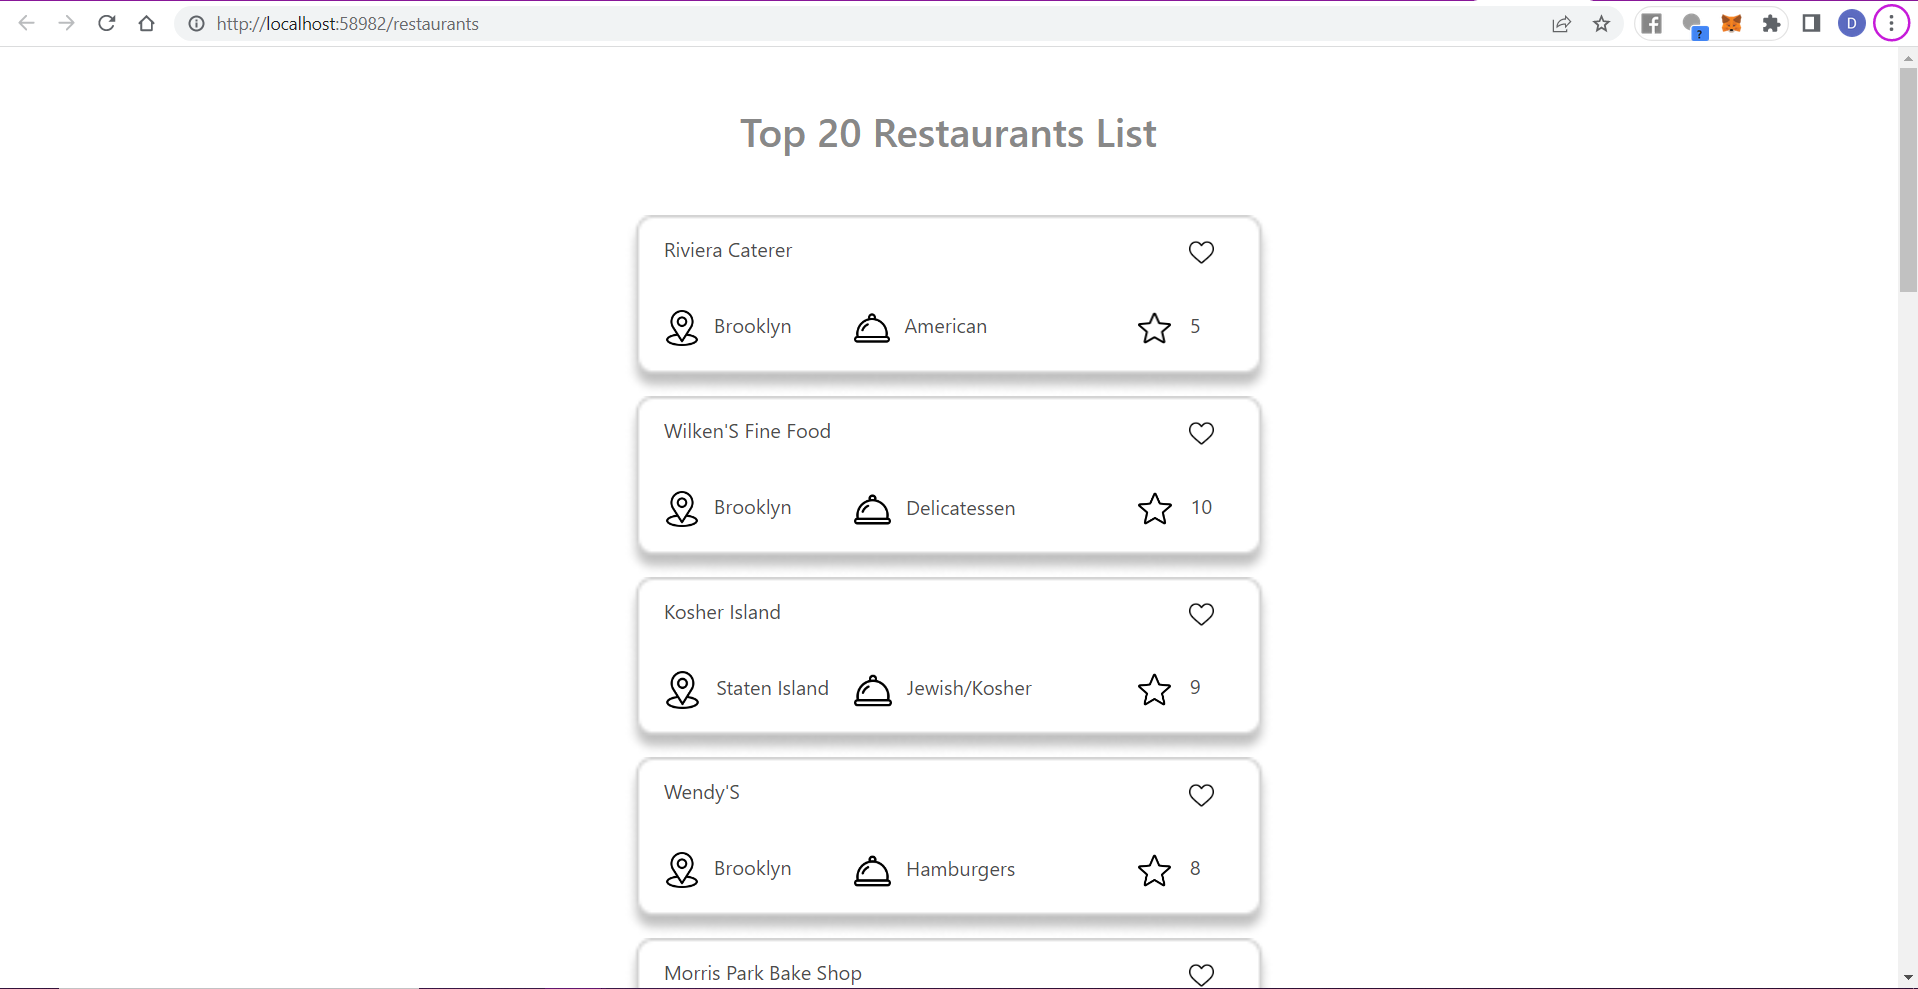 http://localhost:58982/restaurants
?
D
Top 20 Restaurants List
Riviera Caterer
Brooklyn American 5
Wilken'S Fine Food
Brooklyn Delicatessen 10
Kosher Island
Staten Island Jewish/Kosher 9
Wendy'S
Brooklyn Hamburgers 8
Morris Park Bake Shop